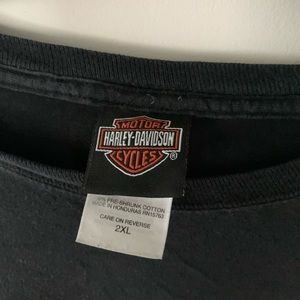 MOTOR
HARLEY-DAVIDSON
CYCLES
®
PRE-SHRUNK COTTON
MADE IN HONDURAS RN15763
CARE ON REVERSE
2XL